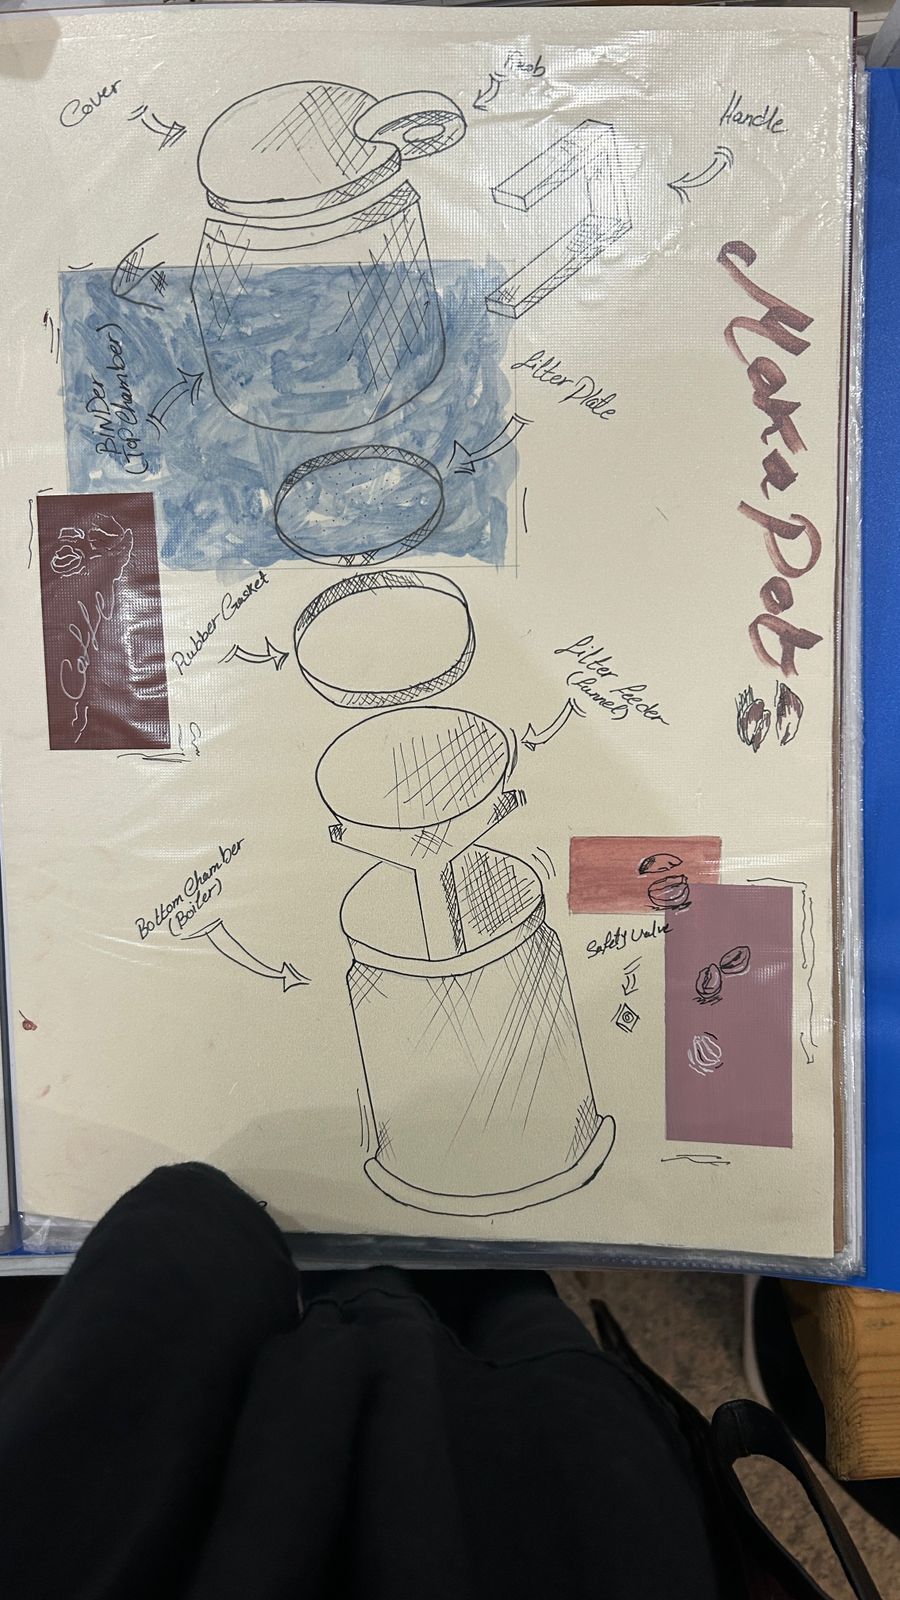 Cover
Knob
Handle
Moka Pot
BiNDer
(Top Chamber)
filter Plate
Coffe
Rubber Gasket
filter feeder
(funnel)
Bottom Chamber
(Boiler)
Safety valve